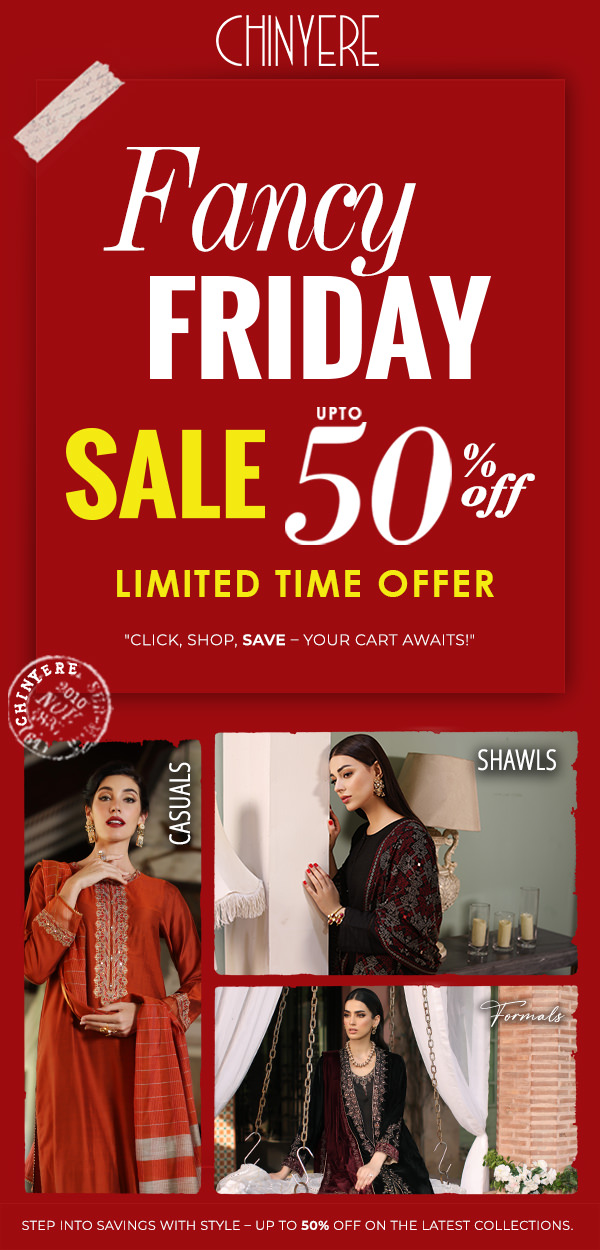 CHINYERE
Fancy
FRIDAY
SALE UPTO 50% off
LIMITED TIME OFFER
"CLICK, SHOP, SAVE – YOUR CART AWAITS!"
CHINYERE
2010
CASUALS
SHAWLS
Formals
STEP INTO SAVINGS WITH STYLE – UP TO 50% OFF ON THE LATEST COLLECTIONS.